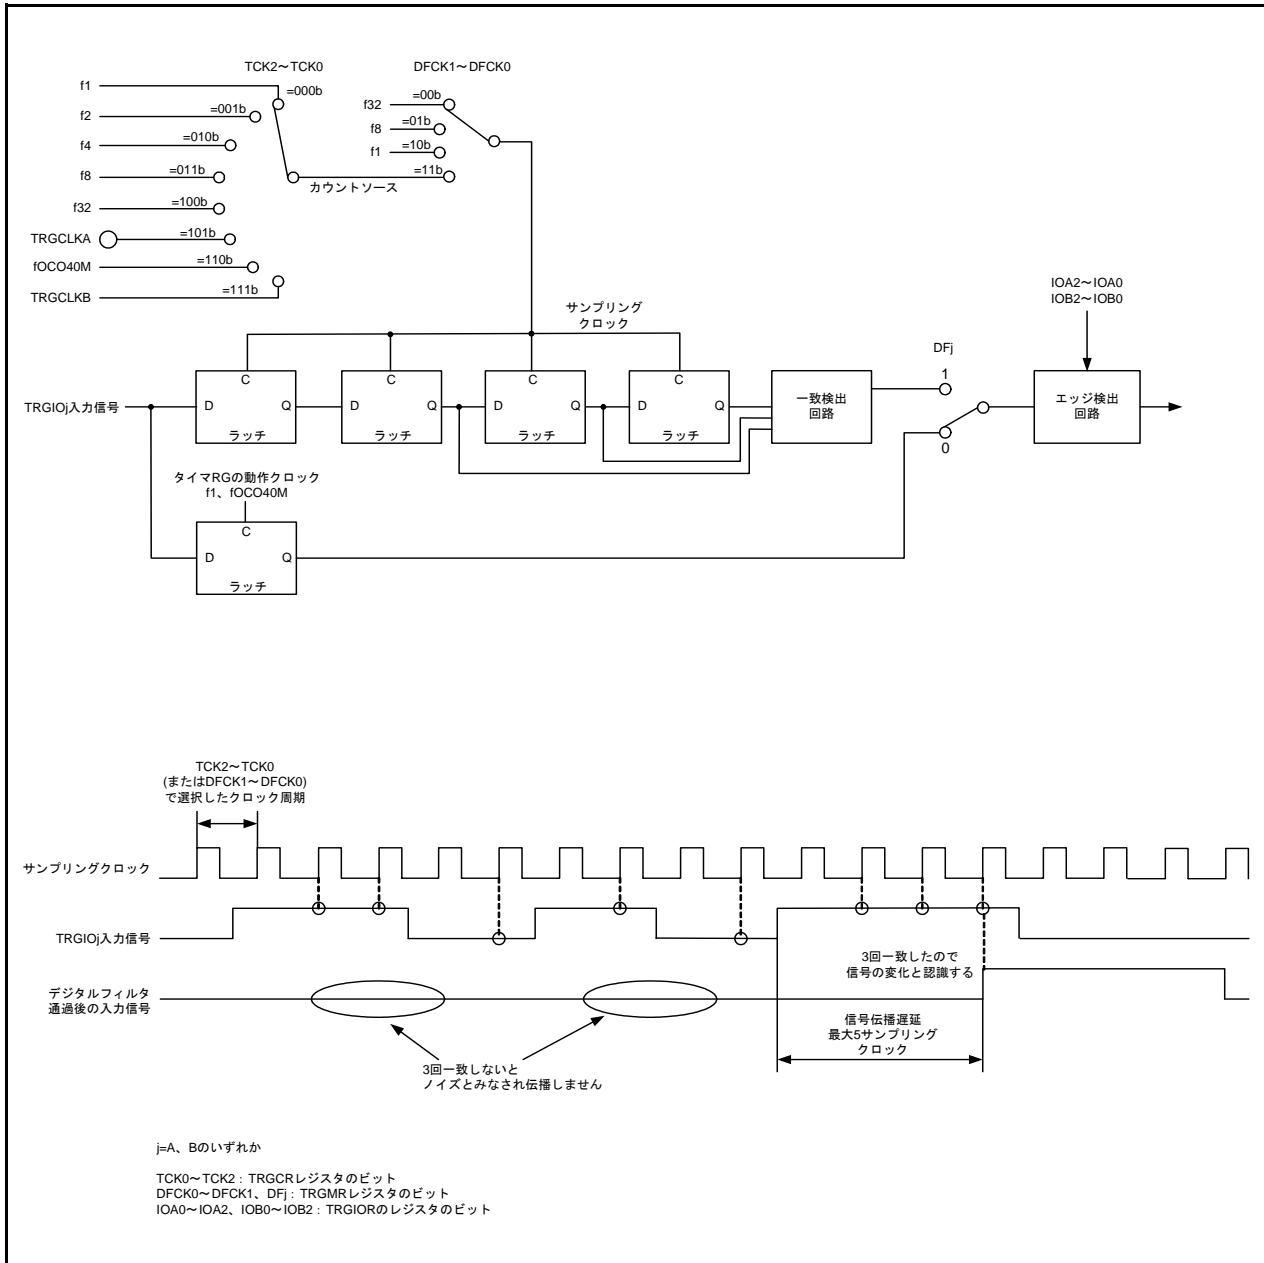 TCK2～TCK0
DFCK1～DFCK0
f1
=000b
f2
=001b
f4
=010b
f8
=011b
f32
=100b
TRGCLKA
=101b
fOCO40M
=110b
TRGCLKB
=111b
f32
=00b
f8
=01b
f1
=10b
=11b
カウントソース
サンプリング
クロック
IOA2～IOA0
IOB2～IOB0
DFj
1
0
TRGIOj入力信号
C
D
Q
ラッチ
C
D
Q
ラッチ
C
D
Q
ラッチ
C
D
Q
ラッチ
一致検出
回路
エッジ検出
回路
タイマRGの動作クロック
f1、fOCO40M
C
D
Q
ラッチ
TCK2～TCK0
(またはDFCK1～DFCK0)
で選択したクロック周期
サンプリングクロック
TRGIOj入力信号
3回一致したので
信号の変化と認識する
デジタルフィルタ
通過後の入力信号
信号伝播遅延
最大5サンプリング
クロック
3回一致しないと
ノイズとみなされ伝播しません
j=A、Bのいずれか
TCK0～TCK2：TRGCRレジスタのビット
DFCK0～DFCK1、DFj：TRGMRレジスタのビット
IOA0～IOA2、IOB0～IOB2：TRGIORのレジスタのビット